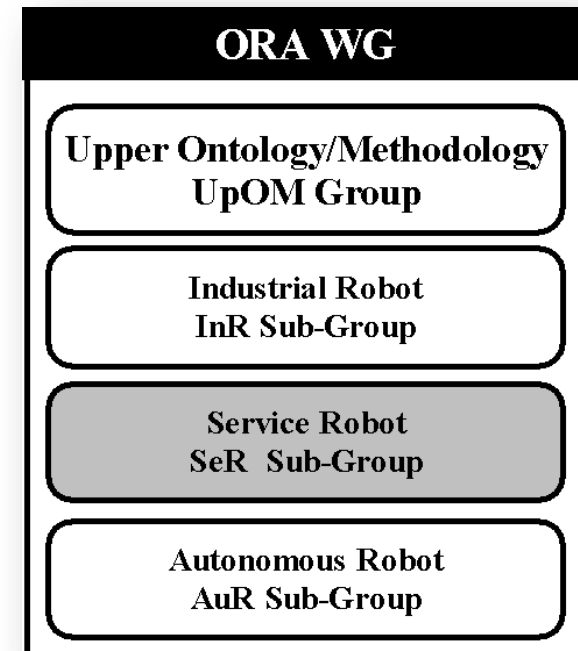 ORA WG
Upper Ontology/Methodology
UpOM Group
Industrial Robot
InR Sub-Group
Service Robot
SeR Sub-Group
Autonomous Robot
AuR Sub-Group